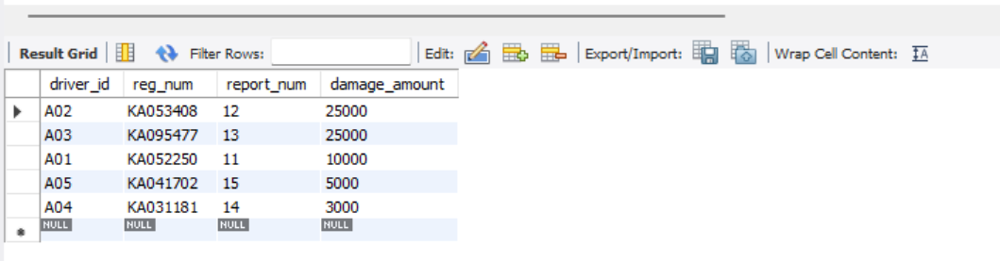 Result Grid Filter Rows: Edit: Export/Import: Wrap Cell Content: IA
driver_id reg_num report_num damage_amount
A02 KA053408 12 25000
A03 KA095477 13 25000
A01 KA052250 11 10000
A05 KA041702 15 5000
A04 KA031181 14 3000
NULL NULL NULL NULL